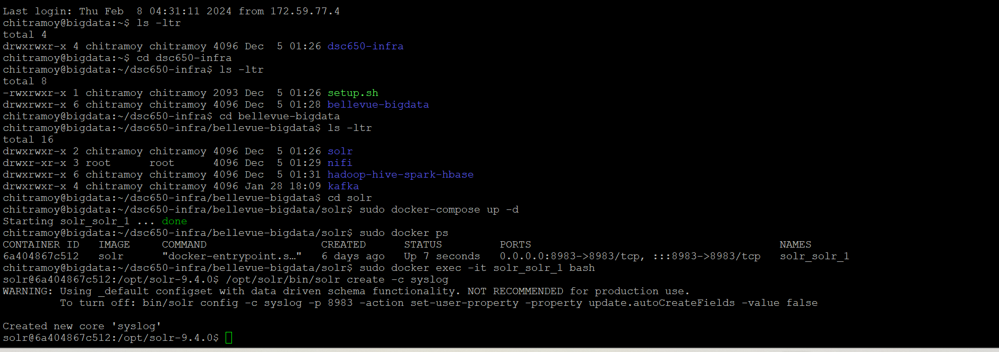 Last login: Thu Feb  8 04:31:11 2024 from 172.59.77.4
chitramoy@bigdata:~$ ls -ltr
total 4
drwxrwxr-x 4 chitramoy chitramoy 4096 Dec  5 01:26 dsc650-infra
chitramoy@bigdata:~$ cd dsc650-infra
chitramoy@bigdata:~/dsc650-infra$ ls -ltr
total 8
-rwxrwxr-x 1 chitramoy chitramoy 2093 Dec  5 01:26 setup.sh
drwxrwxr-x 6 chitramoy chitramoy 4096 Dec  5 01:28 bellevue-bigdata
chitramoy@bigdata:~/dsc650-infra$ cd bellevue-bigdata
chitramoy@bigdata:~/dsc650-infra/bellevue-bigdata$ ls -ltr
total 16
drwxrwxr-x 2 chitramoy chitramoy 4096 Dec  5 01:26 solr
drwxr-xr-x 3 root      root      4096 Dec  5 01:29 nifi
drwxrwxr-x 6 chitramoy chitramoy 4096 Dec  5 01:31 hadoop-hive-spark-hbase
drwxrwxr-x 4 chitramoy chitramoy 4096 Jan 28 18:09 kafka
chitramoy@bigdata:~/dsc650-infra/bellevue-bigdata$ cd solr
chitramoy@bigdata:~/dsc650-infra/bellevue-bigdata/solr$ sudo docker-compose up -d
Starting solr_solr_1 ... done
chitramoy@bigdata:~/dsc650-infra/bellevue-bigdata/solr$ sudo docker ps
CONTAINER ID   IMAGE     COMMAND                  CREATED      STATUS         PORTS                                       NAMES
6a404867c512   solr      "docker-entrypoint.s…"   6 days ago   Up 7 seconds   0.0.0.0:8983->8983/tcp, :::8983->8983/tcp   solr_solr_1
chitramoy@bigdata:~/dsc650-infra/bellevue-bigdata/solr$ sudo docker exec -it solr_solr_1 bash
solr@6a404867c512:/opt/solr-9.4.0$ /opt/solr/bin/solr create -c syslog
WARNING: Using _default configset with data driven schema functionality. NOT RECOMMENDED for production use.
         To turn off: bin/solr config -c syslog -p 8983 -action set-user-property -property update.autoCreateFields -value false
Created new core 'syslog'
solr@6a404867c512:/opt/solr-9.4.0$